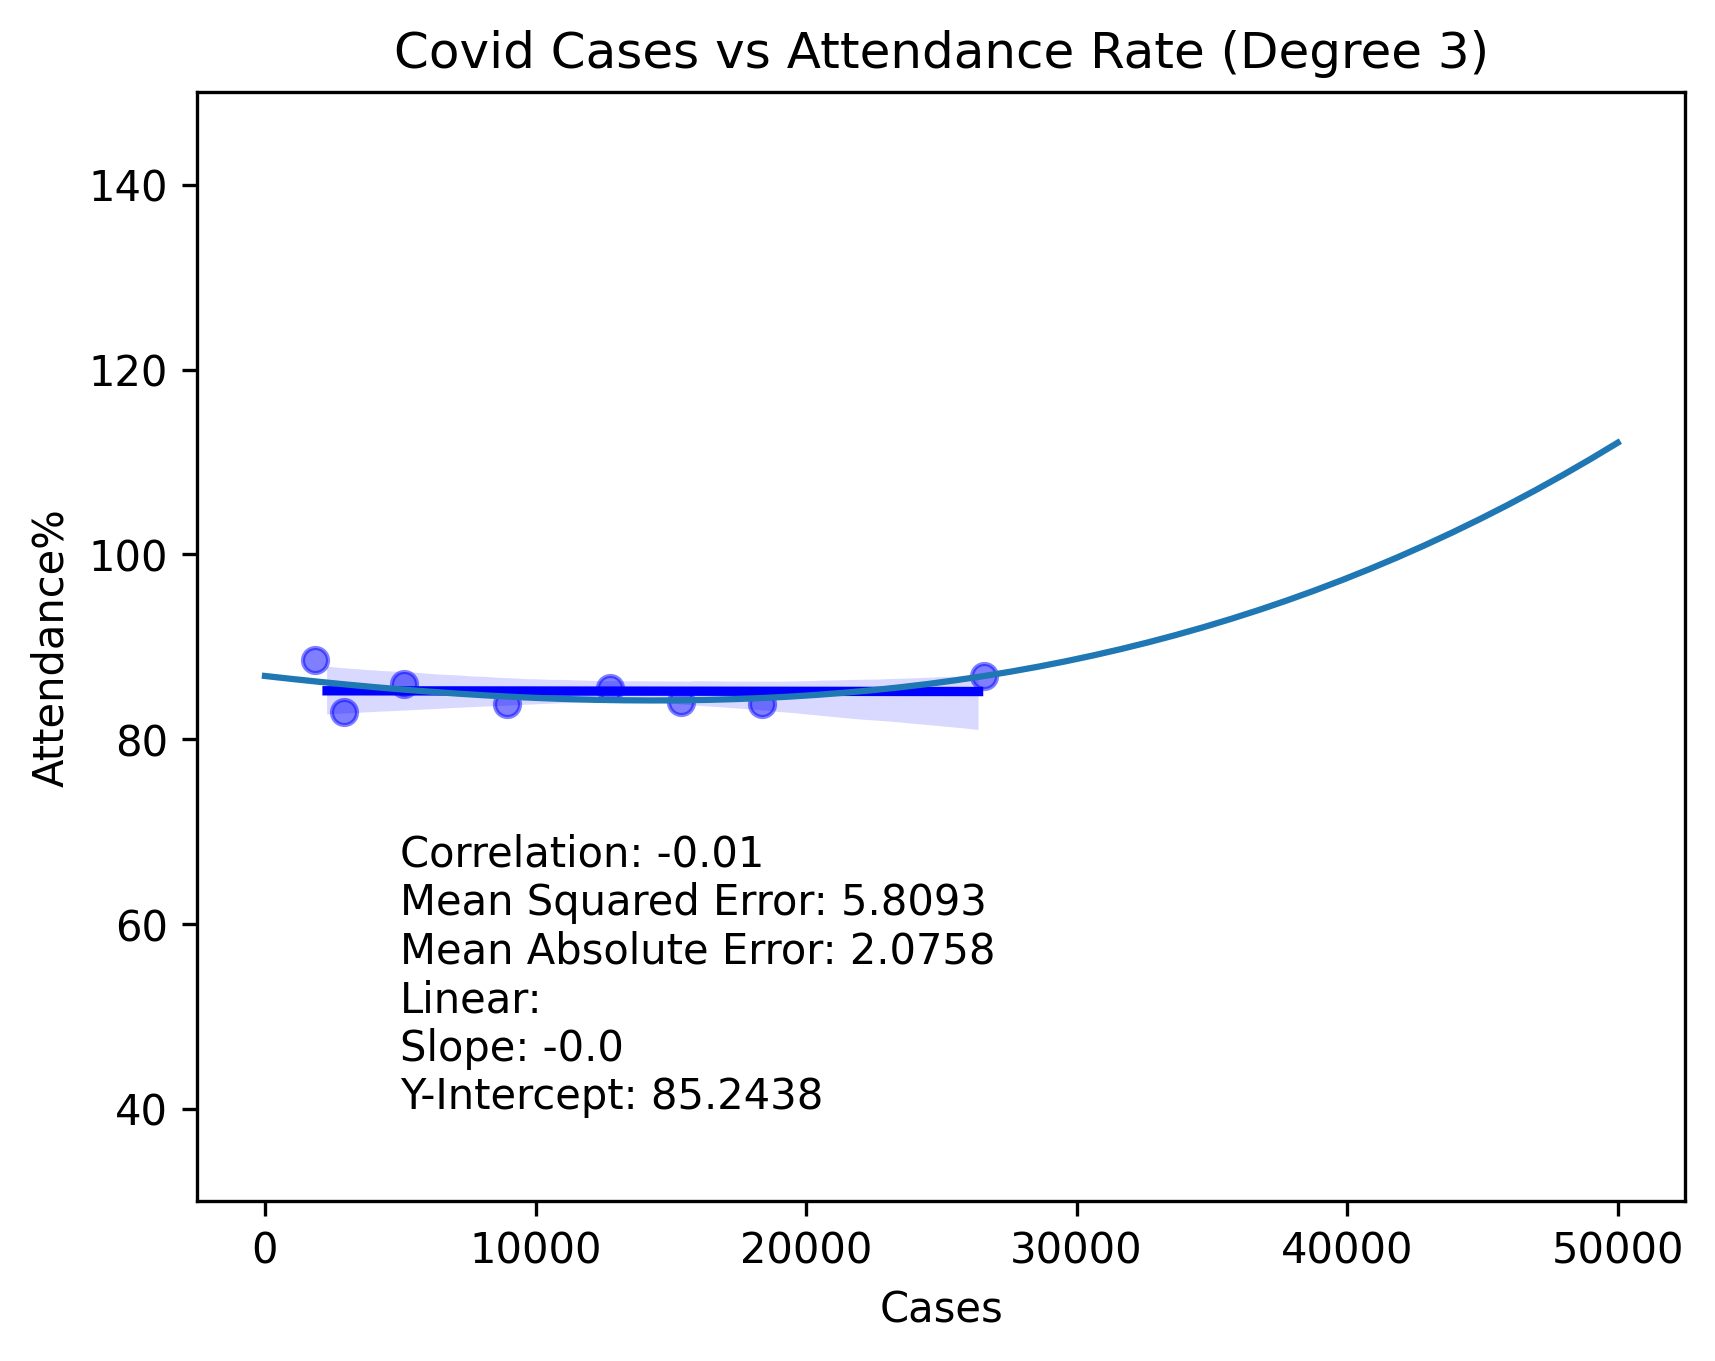 Covid Cases vs Attendance Rate (Degree 3)
140
120
100
80
60
40
Attendance%
Correlation: -0.01
Mean Squared Error: 5.8093
Mean Absolute Error: 2.0758
Linear:
Slope: -0.0
Y-Intercept: 85.2438
0 10000 20000 30000 40000 50000
Cases